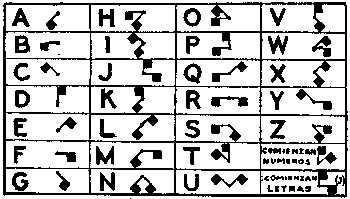 A H O V
B I P W
C J Q X
D K R Y
E L S Z
F M T COMIENZAN
NUMEROS
G N U COMIENZAN
LETRAS (J)